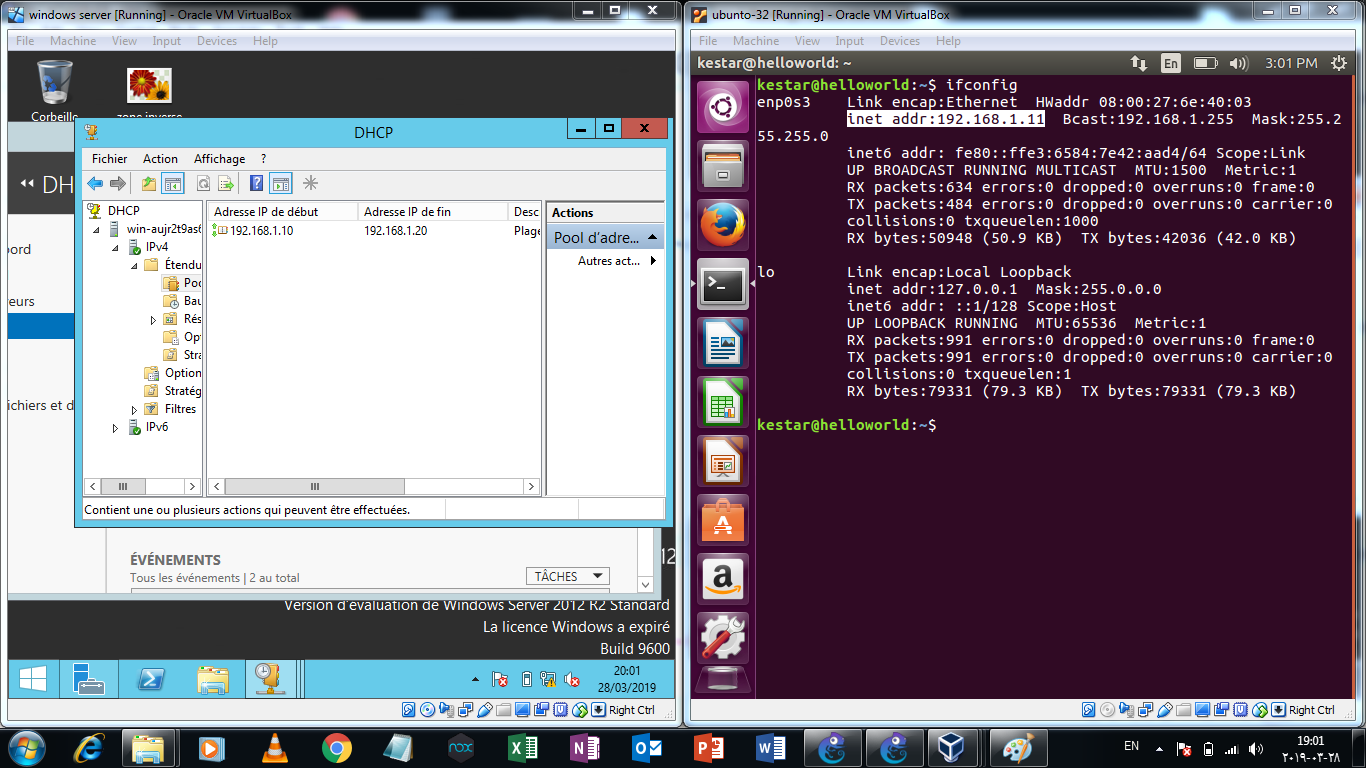 windows server [Running] - Oracle VM VirtualBox
File Machine View Input Devices Help
Corbeille
zone inverse
DHCP
Fichier Action Affichage ?
DHCP
win-aujr2t9as6
IPv4
Étendu
Poo
Bau
Rés
Opt
Stra
Option
Stratég
Filtres
IPv6
Adresse IP de début Adresse IP de fin Desc
192.168.1.10 192.168.1.20 Plage
Actions
Pool d'adre...
Autres act...
Contient une ou plusieurs actions qui peuvent être effectuées.
DH
ord
eurs
ichiers et d
ÉVÉNEMENTS
Tous les événements | 2 au total
TÂCHES
12
Version d'évaluation de Windows Server 2012 R2 Standard
La licence Windows a expiré
Build 9600
20:01
28/03/2019
Right Ctrl
ubunto-32 [Running] - Oracle VM VirtualBox
File Machine View Input Devices Help
kestar@helloworld: ~ En 3:01 PM
kestar@helloworld:~$ ifconfig
enp0s3 Link encap:Ethernet HWaddr 08:00:27:6e:40:03
inet addr:192.168.1.11 Bcast:192.168.1.255 Mask:255.2
55.255.0
inet6 addr: fe80::ffe3:6584:7e42:aad4/64 Scope:Link
UP BROADCAST RUNNING MULTICAST MTU:1500 Metric:1
RX packets:634 errors:0 dropped:0 overruns:0 frame:0
TX packets:484 errors:0 dropped:0 overruns:0 carrier:0
collisions:0 txqueuelen:1000
RX bytes:50948 (50.9 KB) TX bytes:42036 (42.0 KB)
lo Link encap:Local Loopback
inet addr:127.0.0.1 Mask:255.0.0.0
inet6 addr: ::1/128 Scope:Host
UP LOOPBACK RUNNING MTU:65536 Metric:1
RX packets:991 errors:0 dropped:0 overruns:0 frame:0
TX packets:991 errors:0 dropped:0 overruns:0 carrier:0
collisions:0 txqueuelen:1
RX bytes:79331 (79.3 KB) TX bytes:79331 (79.3 KB)
kestar@helloworld:~$
Right Ctrl
nox
EN
19:01
٢٠١٩-٠٣-٢٨